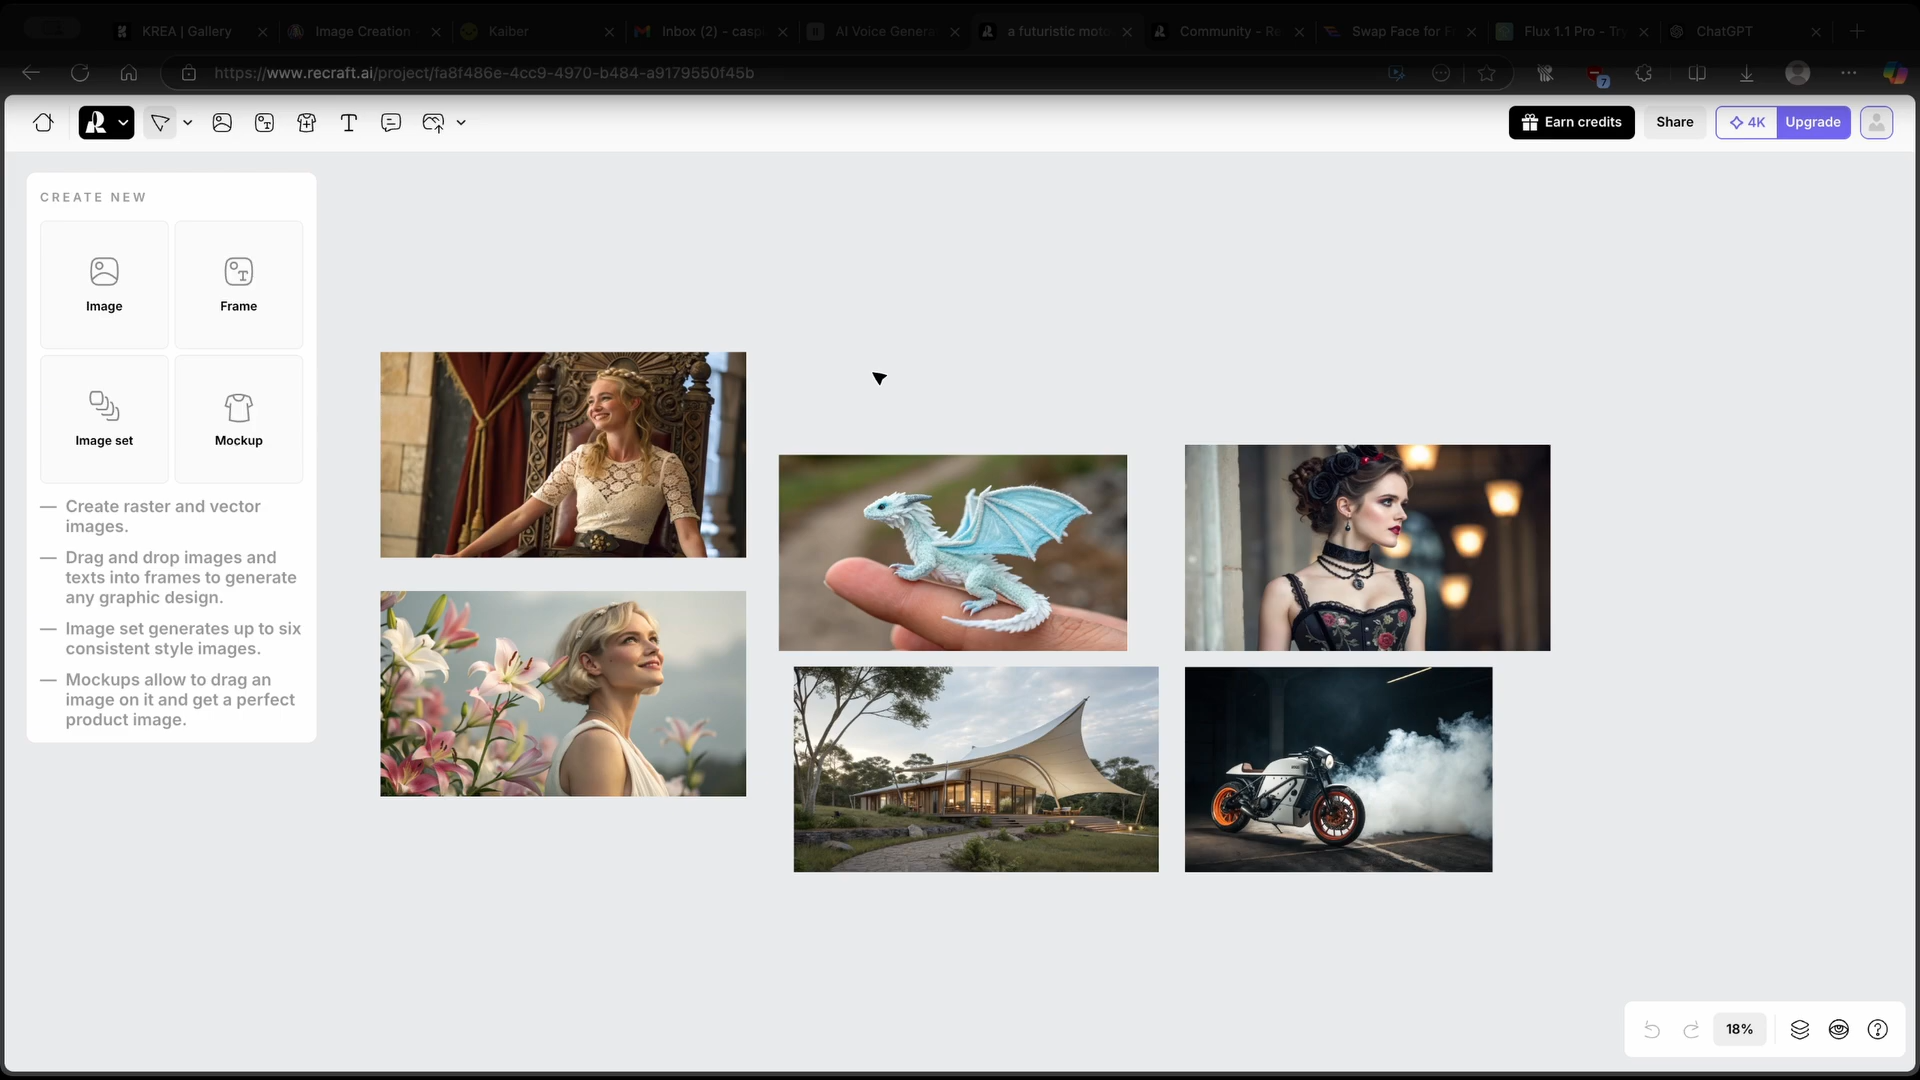 KREA | Gallery
Image Creation
Kaiber
Inbox (2) - casp
AI Voice Genera
a futuristic moto
Community - Re
Swap Face for F
Flux 1.1 Pro - Try
ChatGPT
https://www.recraft.ai/project/fa8f486e-4cc9-4970-b484-a9179550f45b
7
T
Earn credits
Share
4K
Upgrade
CREATE NEW
Image
Frame
Image set
Mockup
— Create raster and vector
images.
— Drag and drop images and
texts into frames to generate
any graphic design.
— Image set generates up to six
consistent style images.
— Mockups allow to drag an
image on it and get a perfect
product image.
18%